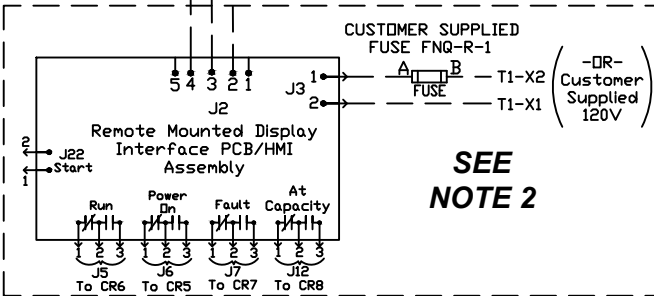 CUSTOMER SUPPLIED
FUSE FNQ-R-1
A B
FUSE
T1-X2
T1-X1
-OR-
Customer
Supplied
120V
5 4 3 2 1
J2
J3
1
2
Remote Mounted Display
Interface PCB/HMI
Assembly
2
J22
Start
1
SEE
NOTE 2
Run
Power
On
Fault
At
Capacity
1 2 3
1 2 3
1 2 3
1 2 3
J5
J6
J7
J12
To CR6
To CR5
To CR7
To CR8